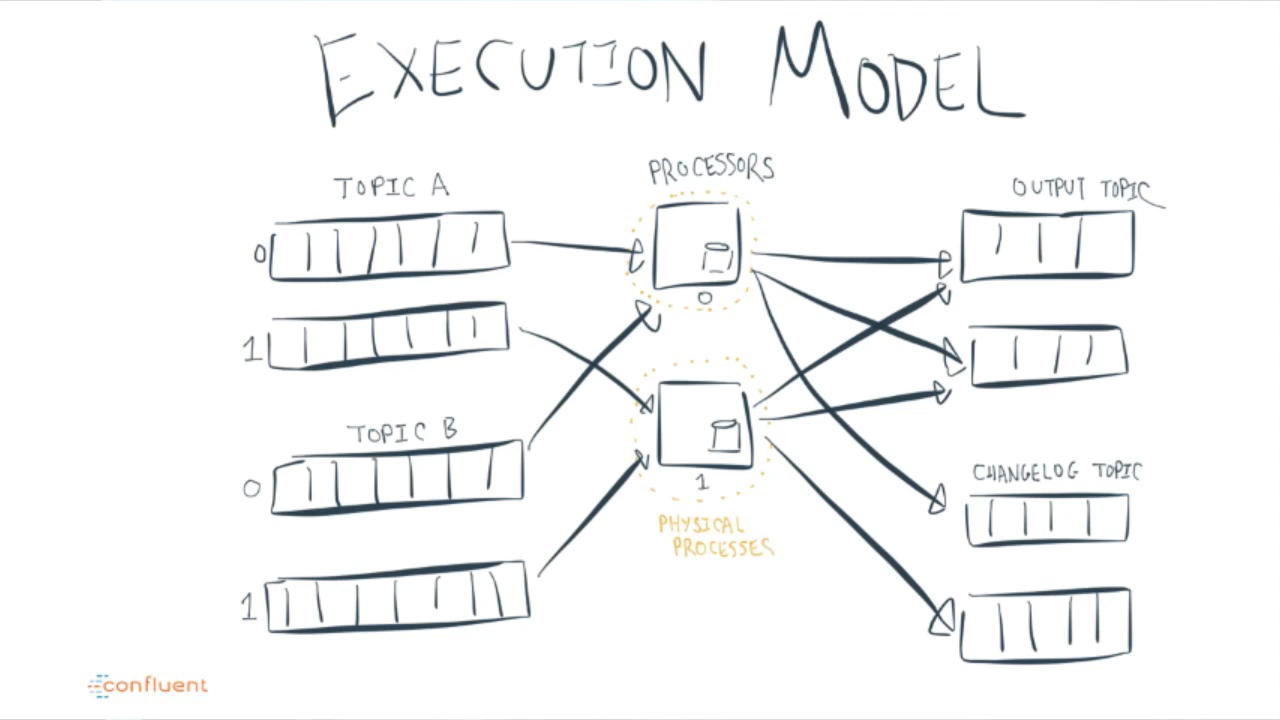 EXECUTION MODEL
PROCESSORS
TOPIC A
OUTPUT TOPIC
0
0
1
TOPIC B
CHANGELOG TOPIC
0
1
PHYSICAL
PROCESSES
1
confluent